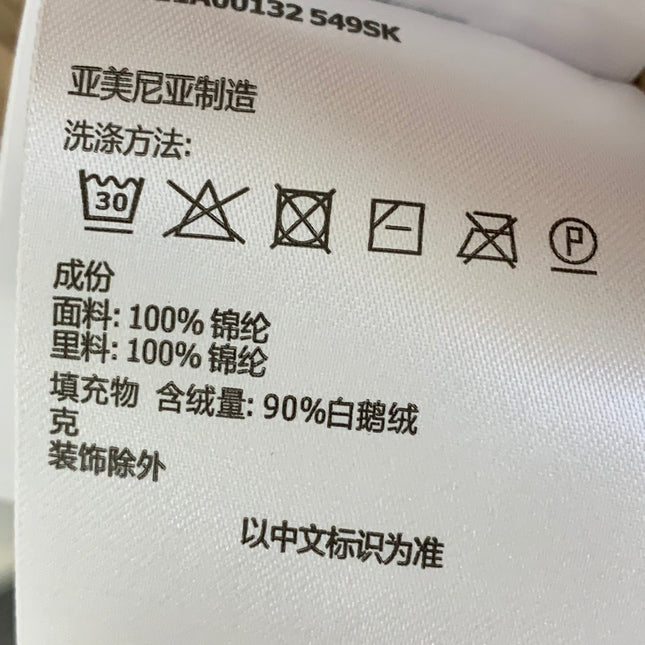 A00132 549SK
亚美尼亚制造
洗涤方法:
30
P
成份
面料: 100% 锦纶
里料: 100% 锦纶
填充物 含绒量: 90%白鹅绒
克
装饰除外
以中文标识为准